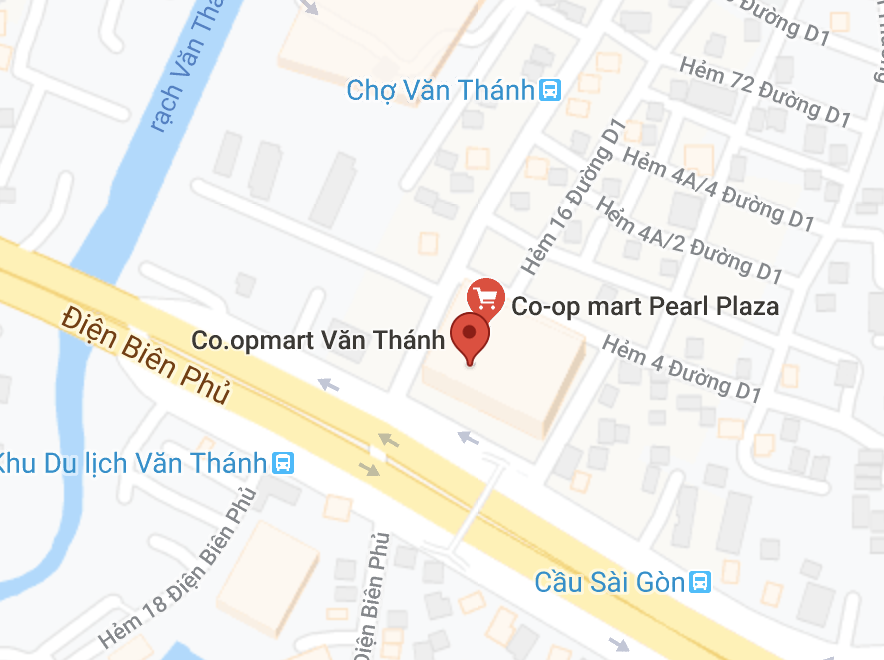 rạch Văn Thá
Đường D1
Chợ Văn Thánh
Hẻm 72 Đường D1
Hẻm 16 Đường D1
Hẻm 4A/4 Đường D1
Hẻm 4A/2 Đường D1
Co-op mart Pearl Plaza
Điện Biên Phủ
Co.opmart Văn Thánh
Hẻm 4 Đường D1
Khu Du lịch Văn Thánh
Hẻm 18 Điện Biên Phủ
Điện Biên Phủ
Cầu Sài Gòn